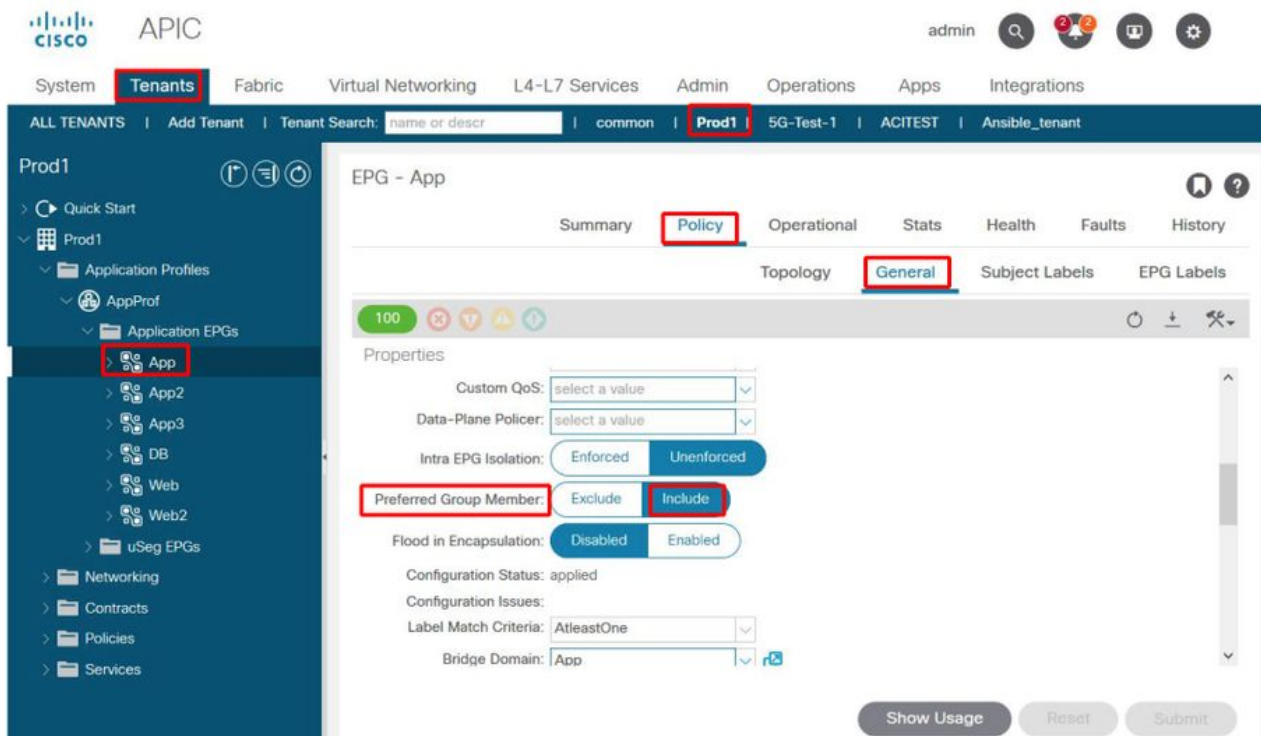 CISCO APIC admin 2 2
System Tenants Fabric Virtual Networking L4-L7 Services Admin Operations Apps Integrations
ALL TENANTS | Add Tenant | Tenant Search: name or descr | common | Prod1 | 5G-Test-1 | ACITEST | Ansible_tenant
Prod1
Quick Start
Prod1
Application Profiles
AppProf
Application EPGs
App
App2
App3
DB
Web
Web2
uSeg EPGs
Networking
Contracts
Policies
Services
EPG - App
Summary Policy Operational Stats Health Faults History
Topology General Subject Labels EPG Labels
100
Properties
Custom QoS: select a value
Data-Plane Policer: select a value
Intra EPG Isolation: Enforced Unenforced
Preferred Group Member: Exclude Include
Flood in Encapsulation: Disabled Enabled
Configuration Status: applied
Configuration Issues:
Label Match Criteria: AtleastOne
Bridge Domain: App
Show Usage Reset Submit